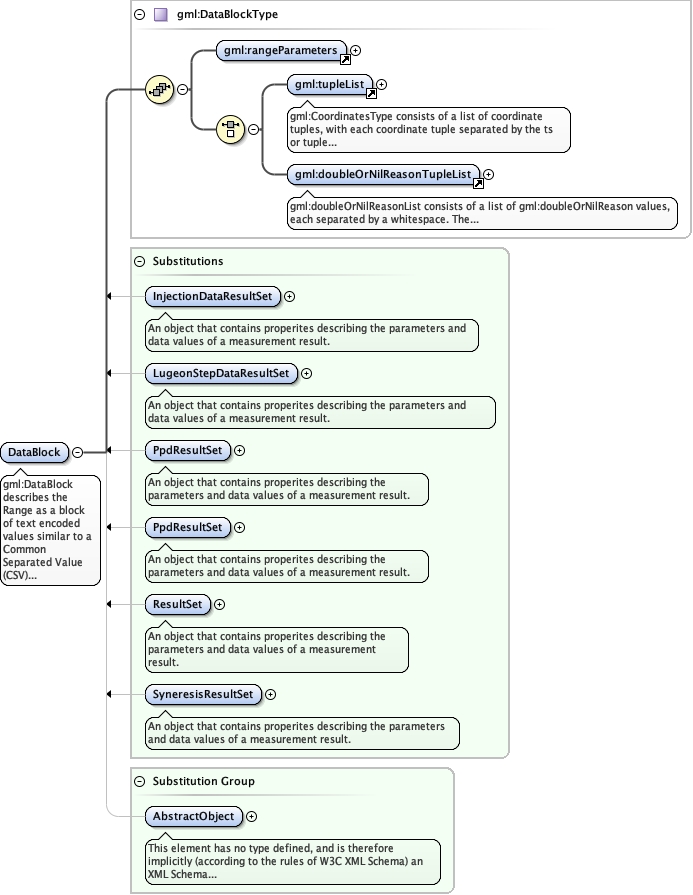 gml:DataBlockType
gml:rangeParameters
gml:tupleList
gml:CoordinatesType consists of a list of coordinate
tuples, with each coordinate tuple separated by the ts
or tuple...
gml:doubleOrNilReasonTupleList
gml:doubleOrNilReasonList consists of a list of gml:doubleOrNilReason values,
each separated by a whitespace. The...
Substitutions
InjectionDataResultSet
An object that contains properites describing the parameters and
data values of a measurement result.
LugeonStepDataResultSet
An object that contains properites describing the parameters and
data values of a measurement result.
DataBlock
gml:DataBlock
describes the
Range as a block
of text encoded
values similar to a
Common
Separated Value
(CSV)...
PpdResultSet
An object that contains properites describing the
parameters and data values of a measurement result.
PpdResultSet
An object that contains properites describing the
parameters and data values of a measurement result.
ResultSet
An object that contains properites describing the
parameters and data values of a measurement
result.
SyneresisResultSet
An object that contains properites describing the parameters
and data values of a measurement result.
Substitution Group
AbstractObject
This element has no type defined, and is therefore
implicitly (according to the rules of W3C XML Schema) an
XML Schema...